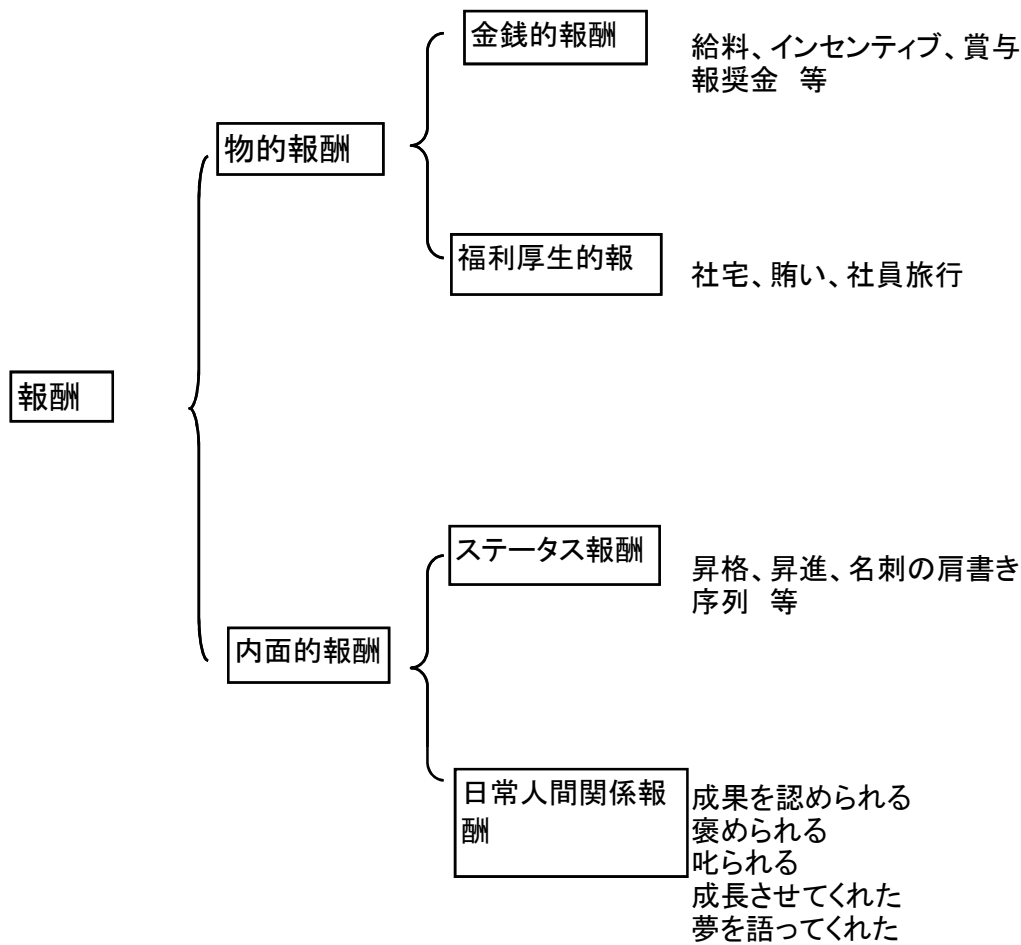 金銭的報酬
給料、インセンティブ、賞与
報奨金　等
物的報酬
福利厚生的報
社宅、賄い、社員旅行
報酬
ステータス報酬
昇格、昇進、名刺の肩書き
序列　等
内面的報酬
日常人間関係報
酬
成果を認められる
褒められる
叱られる
成長させてくれた
夢を語ってくれた